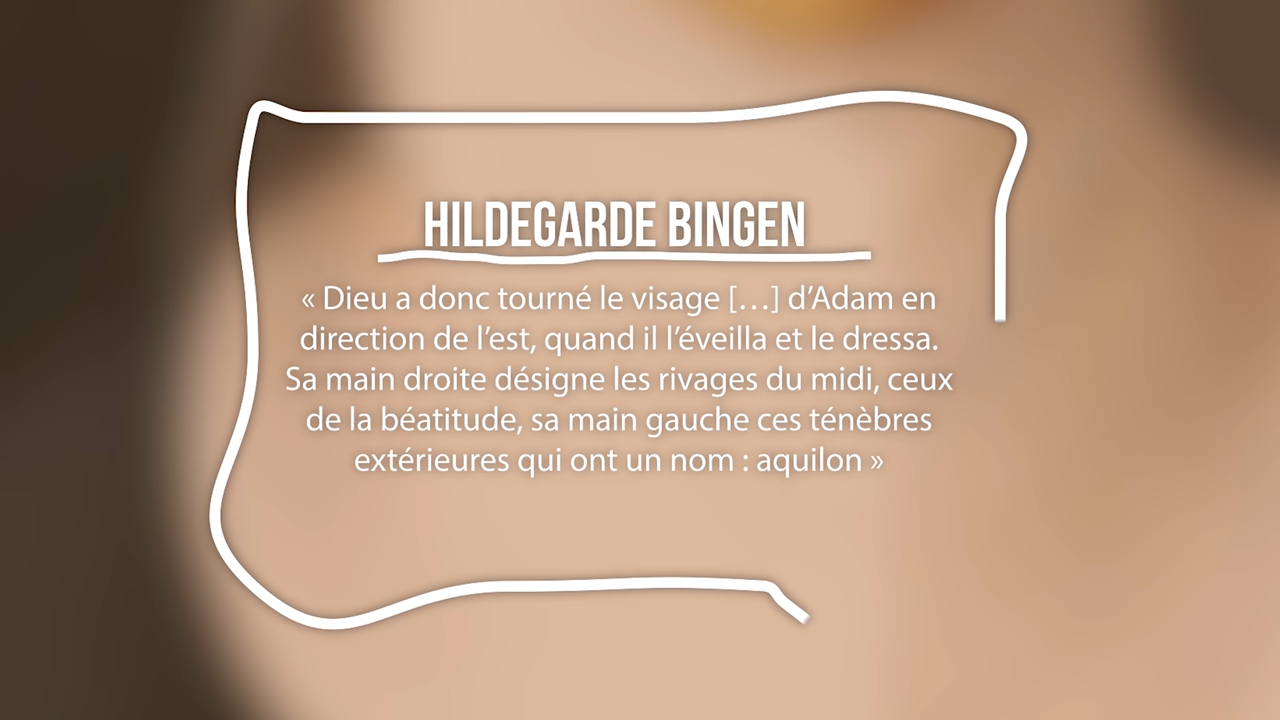 HILDEGARDE BINGEN
« Dieu a donc tourné le visage […] d’Adam en
direction de l’est, quand il l’éveilla et le dressa.
Sa main droite désigne les rivages du midi, ceux
de la béatitude, sa main gauche ces ténèbres
extérieures qui ont un nom : aquilon »